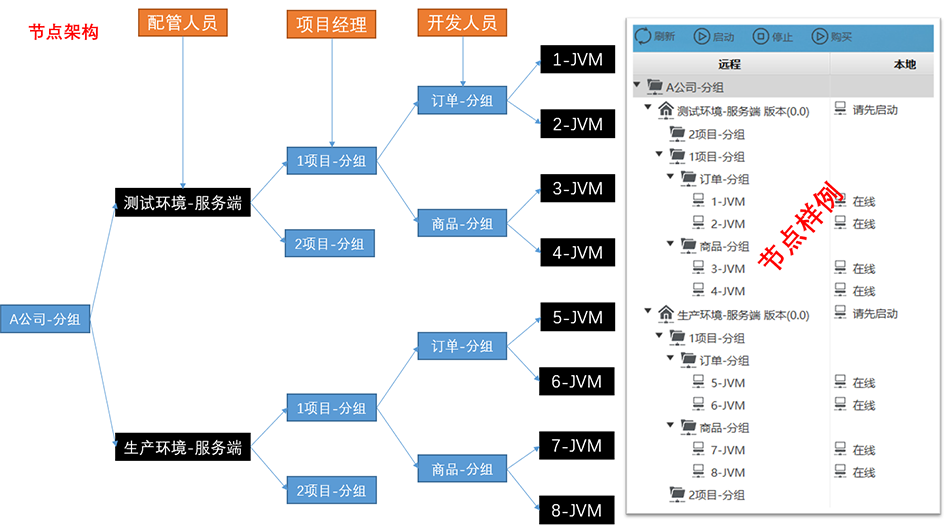 节点架构
配管人员
项目经理
开发人员
A公司-分组
测试环境-服务端
生产环境-服务端
1项目-分组
2项目-分组
1项目-分组
2项目-分组
订单-分组
商品-分组
订单-分组
商品-分组
1-JVM
2-JVM
3-JVM
4-JVM
5-JVM
6-JVM
7-JVM
8-JVM
刷新 启动 停止 购买
远程 本地
A公司-分组
测试环境-服务端 版本(0.0) 请先启动
2项目-分组
1项目-分组
订单-分组
1-JVM 在线
2-JVM 在线
商品-分组
3-JVM 在线
4-JVM 在线
生产环境-服务端 版本(0.0) 请先启动
1项目-分组
订单-分组
5-JVM 在线
6-JVM 在线
商品-分组
7-JVM 在线
8-JVM 在线
2项目-分组
节点样例